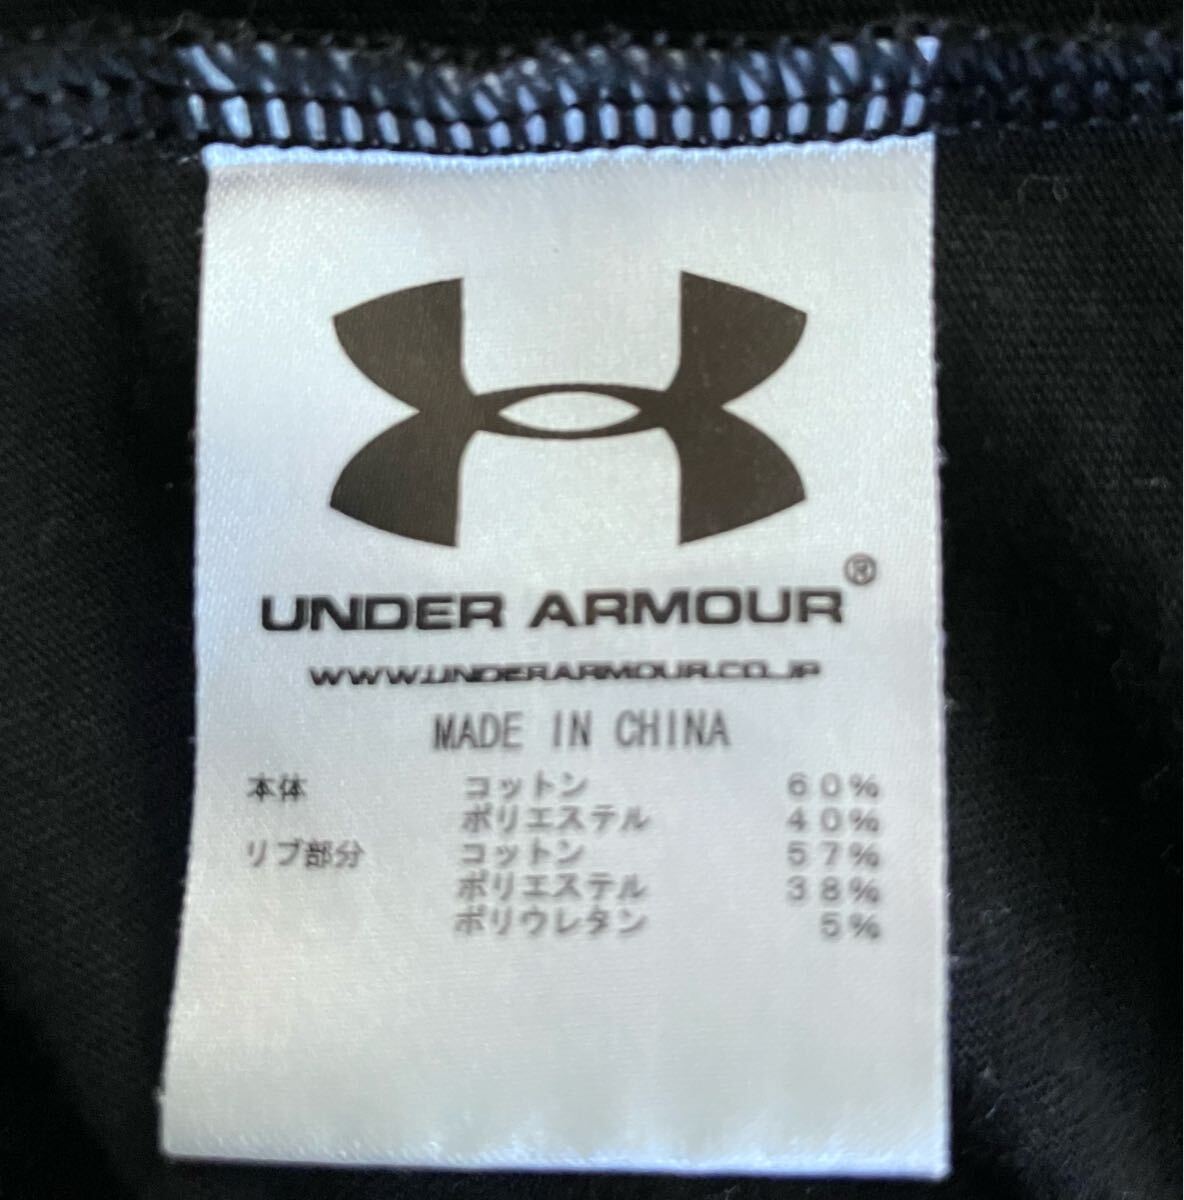 UNDER ARMOUR®
WWW.UNDERARMOUR.CO.JP
MADE IN CHINA
本体 コットン 60%
ポリエステル 40%
リブ部分 コットン 57%
ポリエステル 38%
ポリウレタン 5%